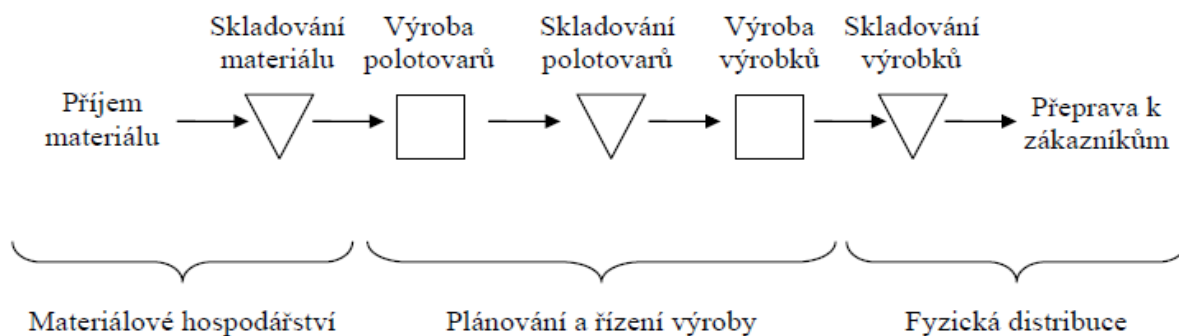 Skladování
materiálu
Výroba
polotovarů
Skladování
polotovarů
Výroba
výrobků
Skladování
výrobků
Příjem
materiálu
Přeprava k
zákazníkům
Materiálové hospodářství
Plánování a řízení výroby
Fyzická distribuce